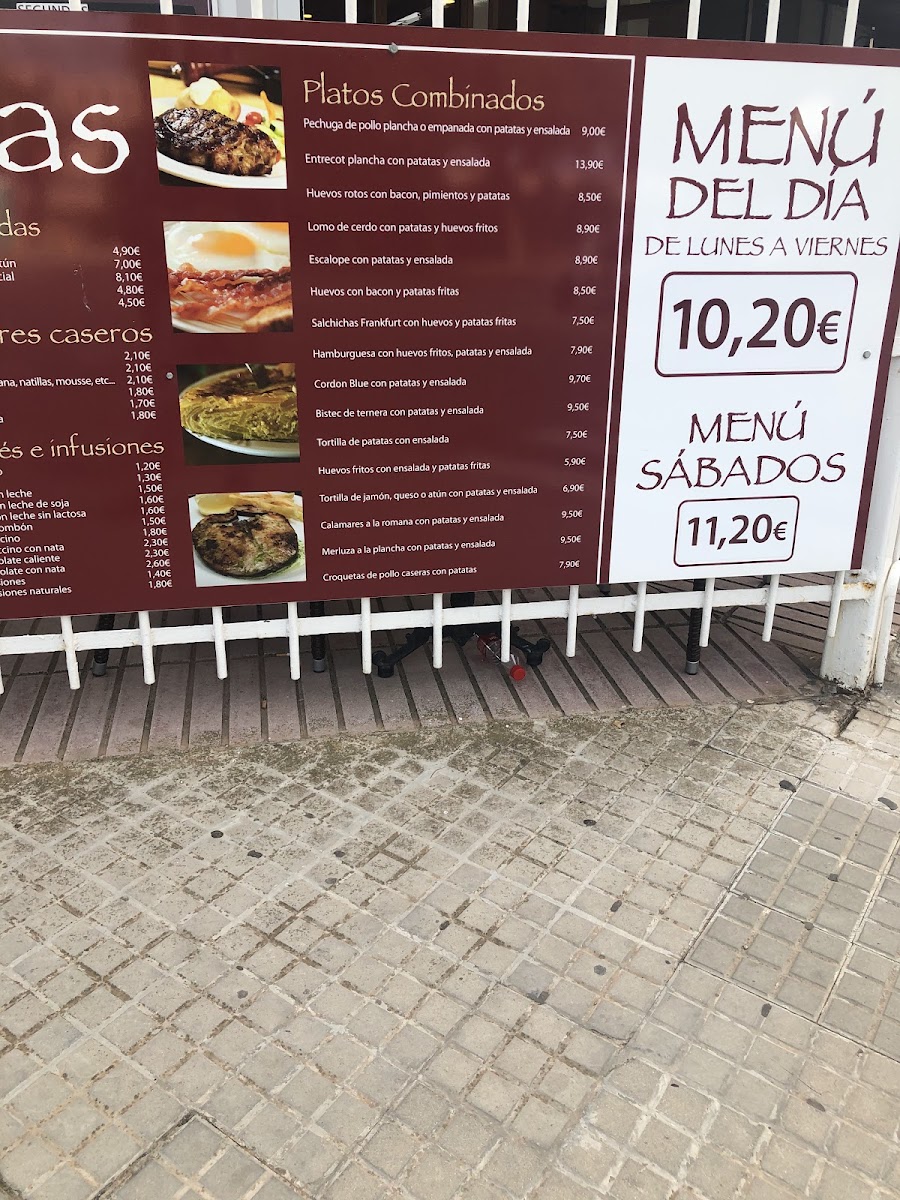 as
das
4,90€
tún 7,00€
cial 8,10€
4,80€
4,50€
res caseros
2,10€
2,10€
ana, natillas, mousse, etc... 2,10€
1,80€
1,70€
a 1,80€
és e infusiones
o 1,20€
1,30€
n leche 1,50€
n leche de soja 1,60€
n leche sin lactosa 1,60€
ombón 1,50€
ccino 1,80€
ccino con nata 2,30€
olate caliente 2,30€
olate con nata 2,60€
siones 1,40€
siones naturales 1,80€
Platos Combinados
Pechuga de pollo plancha o empanada con patatas y ensalada 9,00€
Entrecot plancha con patatas y ensalada 13,90€
Huevos rotos con bacon, pimientos y patatas 8,50€
Lomo de cerdo con patatas y huevos fritos 8,90€
Escalope con patatas y ensalada 8,90€
Huevos con bacon y patatas fritas 8,50€
Salchichas Frankfurt con huevos y patatas fritas 7,50€
Hamburguesa con huevos fritos, patatas y ensalada 7,90€
Cordon Blue con patatas y ensalada 9,70€
Bistec de ternera con patatas y ensalada 9,50€
Tortilla de patatas con ensalada 7,50€
Huevos fritos con ensalada y patatas fritas 5,90€
Tortilla de jamón, queso o atún con patatas y ensalada 6,90€
Calamares a la romana con patatas y ensalada 9,50€
Merluza a la plancha con patatas y ensalada 9,50€
Croquetas de pollo caseras con patatas 7,90€
MENÚ
DEL DÍA
DE LUNES A VIERNES
10,20€
MENÚ
SÁBADOS
11,20€